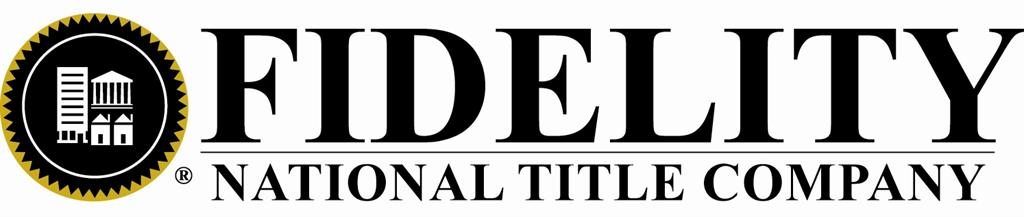 FIDELITY
® NATIONAL TITLE COMPANY